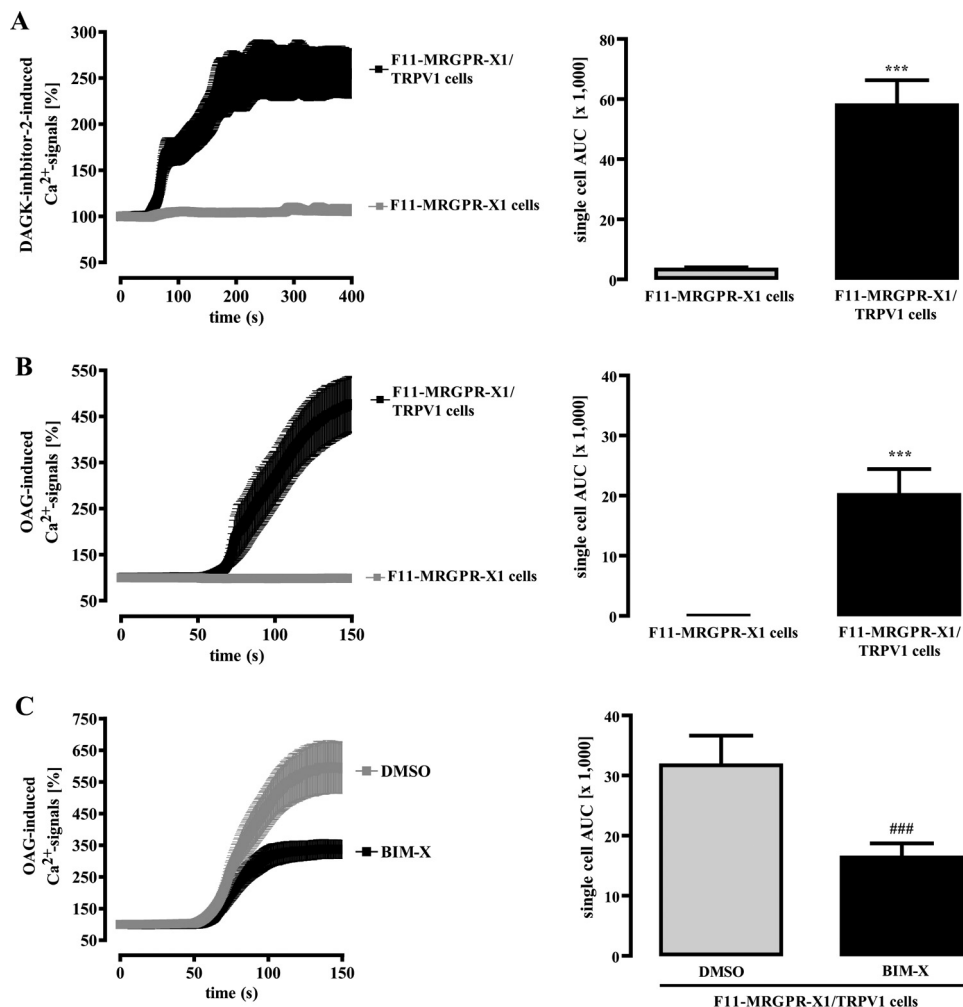 A
DAGK-inhbitor-2-induced
Ca2+-signals [%]
300
250
200
150
100
50
0 100 200 300 400
time (s)
F11-MRGPR-X1/
TRPV1 cells
F11-MRGPR-X1 cells
single cell AUC [x 1,000]
80
60
40
20
0
***
F11-MRGPR-X1 cells
F11-MRGPR-X1/
TRPV1 cells
B
OAG-induced
Ca2+-signals [%]
550
450
350
250
150
50
0 50 100 150
time (s)
F11-MRGPR-X1/
TRPV1 cells
F11-MRGPR-X1 cells
single cell AUC [x 1,000]
40
30
20
10
0
***
F11-MRGPR-X1 cells
F11-MRGPR-X1/
TRPV1 cells
C
OAG-induced
Ca2+-signals [%]
750
650
550
450
350
250
150
50
0 50 100 150
time (s)
DMSO
BIM-X
single cell AUC [x 1,000]
40
30
20
10
0
###
DMSO BIM-X
F11-MRGPR-X1/TRPV1 cells